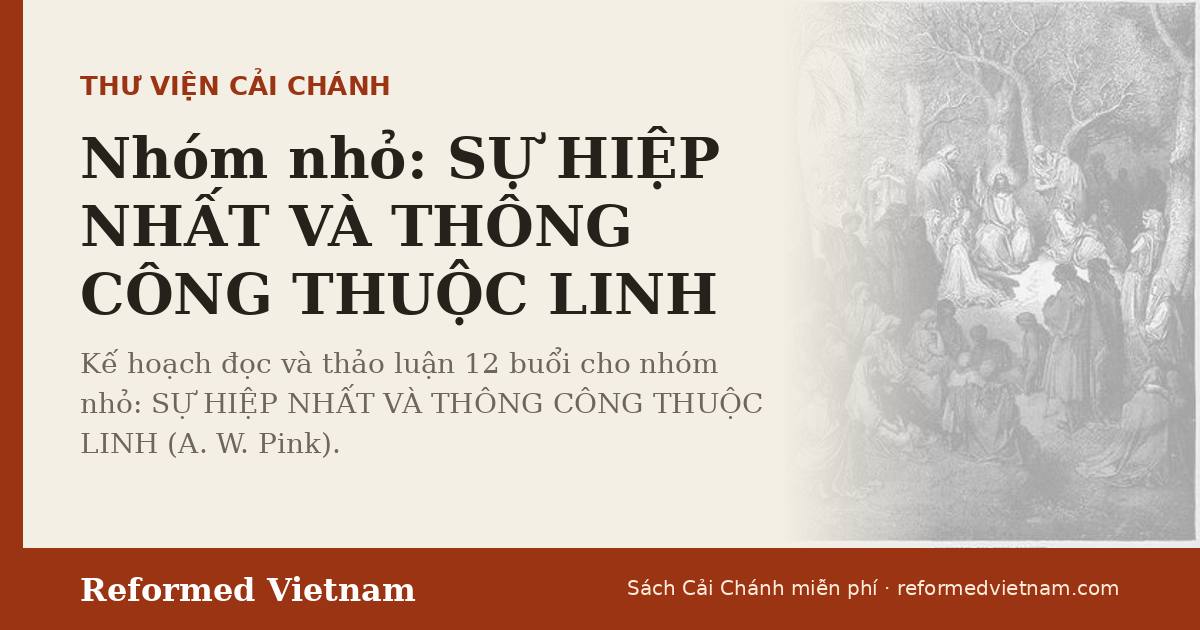 THƯ VIỆN CẢI CHÁNH
Nhóm nhỏ: SỰ HIỆP
NHẤT VÀ THÔNG
CÔNG THUỘC LINH
Kế hoạch đọc và thảo luận 12 buổi cho nhóm
nhỏ: SỰ HIỆP NHẤT VÀ THÔNG CÔNG THUỘC
LINH (A. W. Pink).
Reformed Vietnam
Sách Cải Chánh miễn phí · reformedvietnam.com